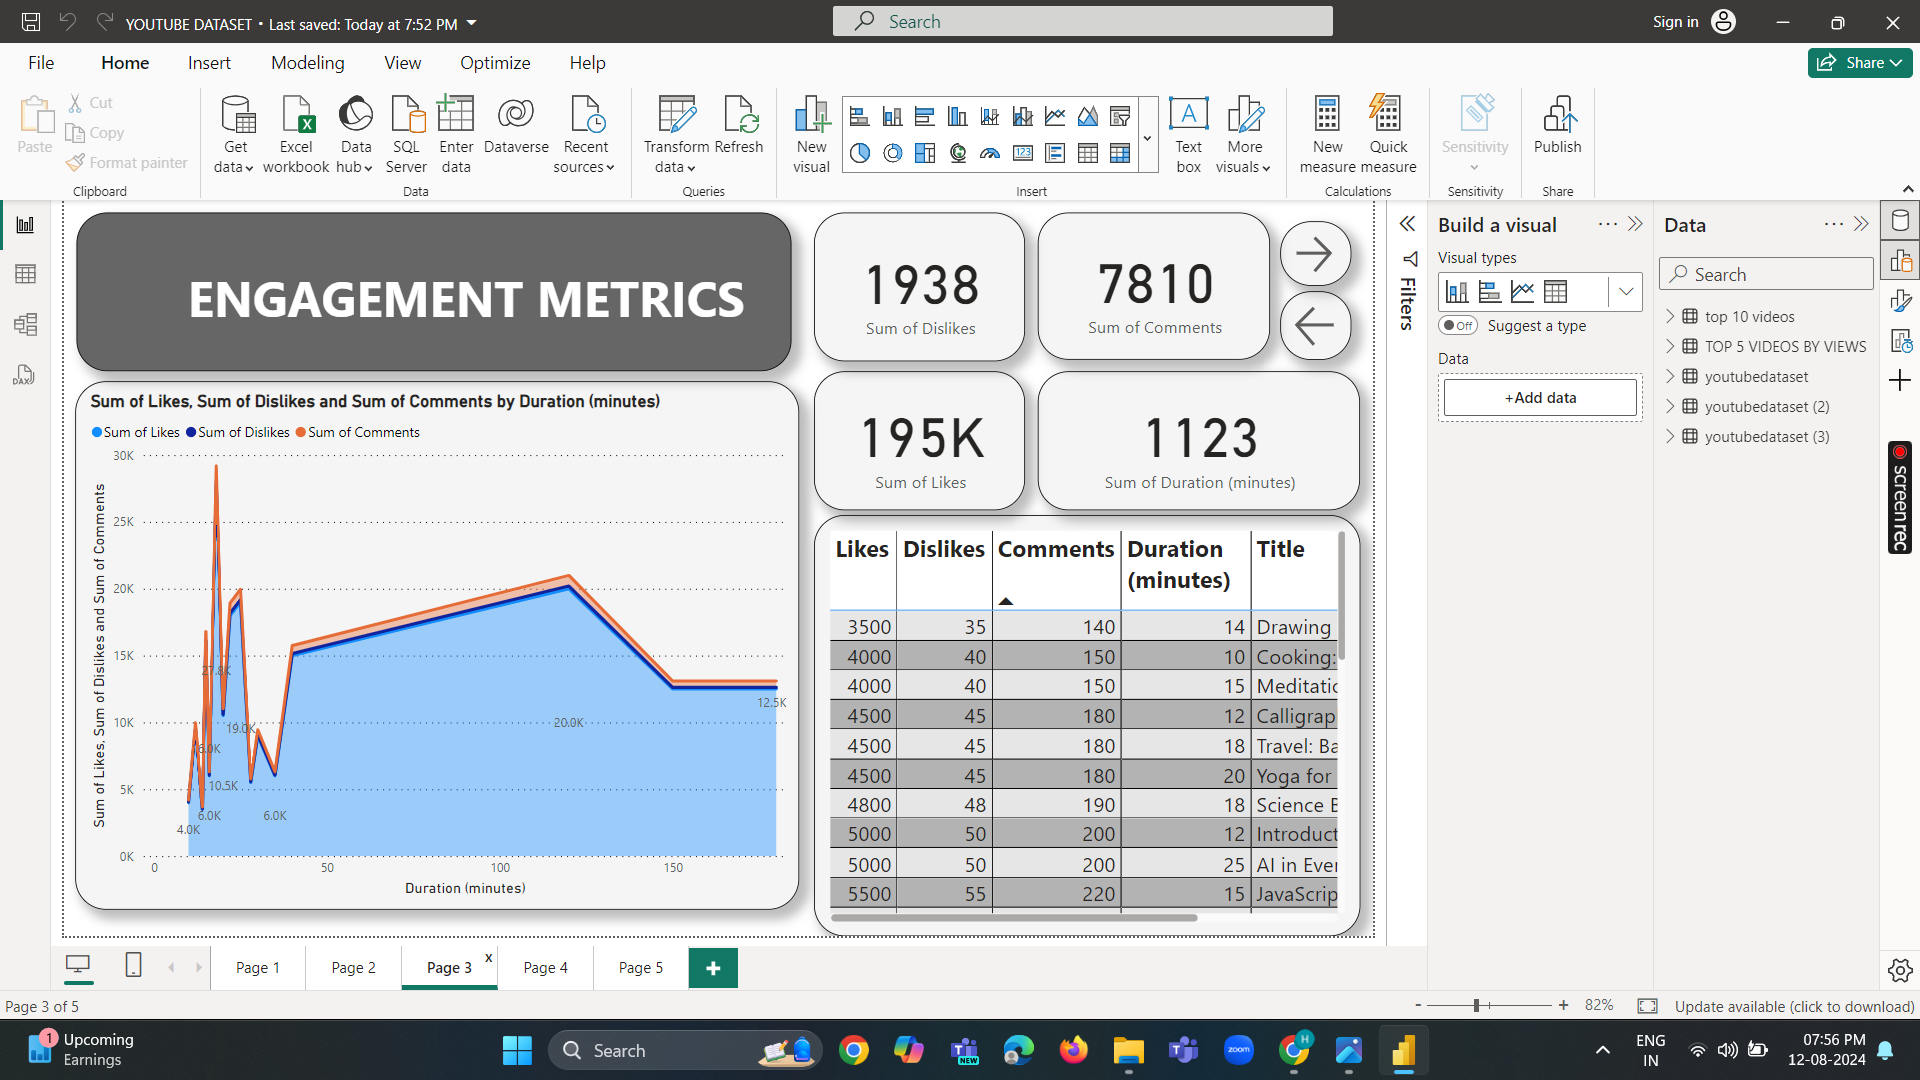 YOUTUBE DATASET • Last saved: Today at 7:52 PM
Search
Sign in
File
Home
Insert
Modeling
View
Optimize
Help
Share
Paste
Cut
Copy
Format painter
Clipboard
Get
data
Excel
workbook
Data
hub
SQL
Server
Enter
data
Dataverse
Recent
sources
Data
Transform
data
Refresh
Queries
New
visual
Text
box
More
visuals
Insert
New
measure
Quick
measure
Calculations
Sensitivity
Sensitivity
Publish
Share
ENGAGEMENT METRICS
1938
Sum of Dislikes
7810
Sum of Comments
195K
Sum of Likes
1123
Sum of Duration (minutes)
Sum of Likes, Sum of Dislikes and Sum of Comments by Duration (minutes)
Sum of Likes Sum of Dislikes Sum of Comments
Sum of Likes, Sum of Dislikes and Sum of Comments
30K
25K
20K
15K
10K
5K
0K
27.8K
19.0K
6.0K
10.5K
6.0K
4.0K
6.0K
20.0K
12.5K
0 50 100 150
Duration (minutes)
Likes Dislikes Comments Duration (minutes) Title
3500 35 140 14 Drawing
4000 40 150 10 Cooking:
4000 40 150 15 Meditatic
4500 45 180 12 Calligrap
4500 45 180 18 Travel: Ba
4500 45 180 20 Yoga for
4800 48 190 18 Science E
5000 50 200 12 Introduct
5000 50 200 25 AI in Ever
5500 55 220 15 JavaScrip
Filters
Build a visual
Visual types
Off Suggest a type
Data
+Add data
Data
Search
top 10 videos
TOP 5 VIDEOS BY VIEWS
youtubedataset
youtubedataset (2)
youtubedataset (3)
screenrec
Page 1
Page 2
Page 3 x
Page 4
Page 5
Page 3 of 5
- + 82%
Update available (click to download)
1
Upcoming
Earnings
Search
NEW
zoom
H
ENG
IN
07:56 PM
12-08-2024